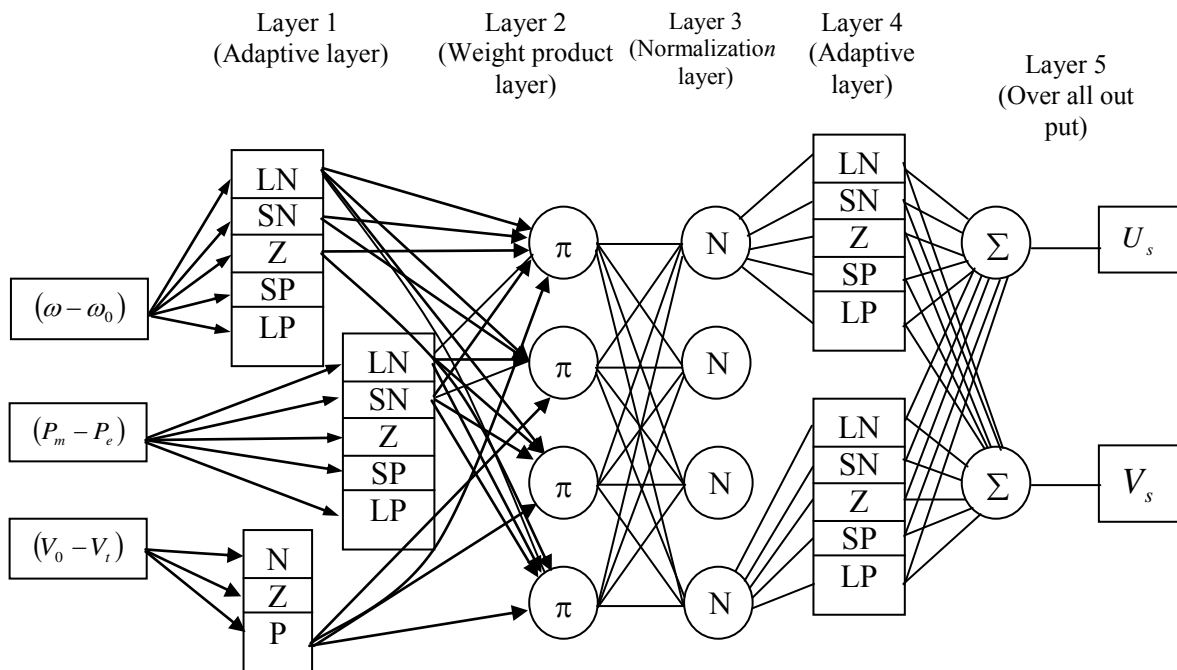 Layer 1
(Adaptive layer)
Layer 2
(Weight product
layer)
Layer 3
(Normalization
layer)
Layer 4
(Adaptive
layer)
Layer 5
(Over all out
put)
(ω − ω₀)
(Pₘ − Pₑ)
(V₀ − Vₜ)
LN
SN
Z
SP
LP
LN
SN
Z
SP
LP
N
Z
P
π
π
π
π
N
N
N
N
LN
SN
Z
SP
LP
LN
SN
Z
SP
LP
Σ
Σ
Uₛ
Vₛ